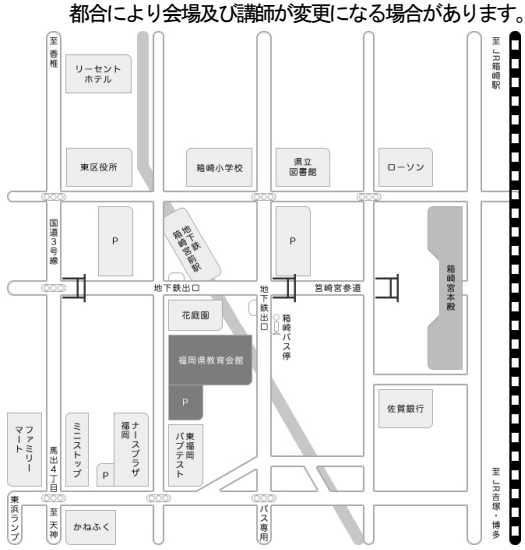 都合により会場及び講師が変更になる場合があります。
至 香椎
至 JR箱崎駅
リーセント
ホテル
東区役所
箱崎小学校
県立
図書館
ローソン
国道3号線
P
地下鉄
箱崎宮前駅
P
箱崎宮本殿
地下鉄出口
筥崎宮参道
花庭園
地下鉄出口
箱崎バス停
福岡県教育会館
P
佐賀銀行
ファミリー
マート
馬出4丁目
ミニストップ
ナースプラザ
福岡
P
東福岡
バプテスト
至 JR吉塚・博多
東浜ランプ
至 天神
かねふく
バス専用